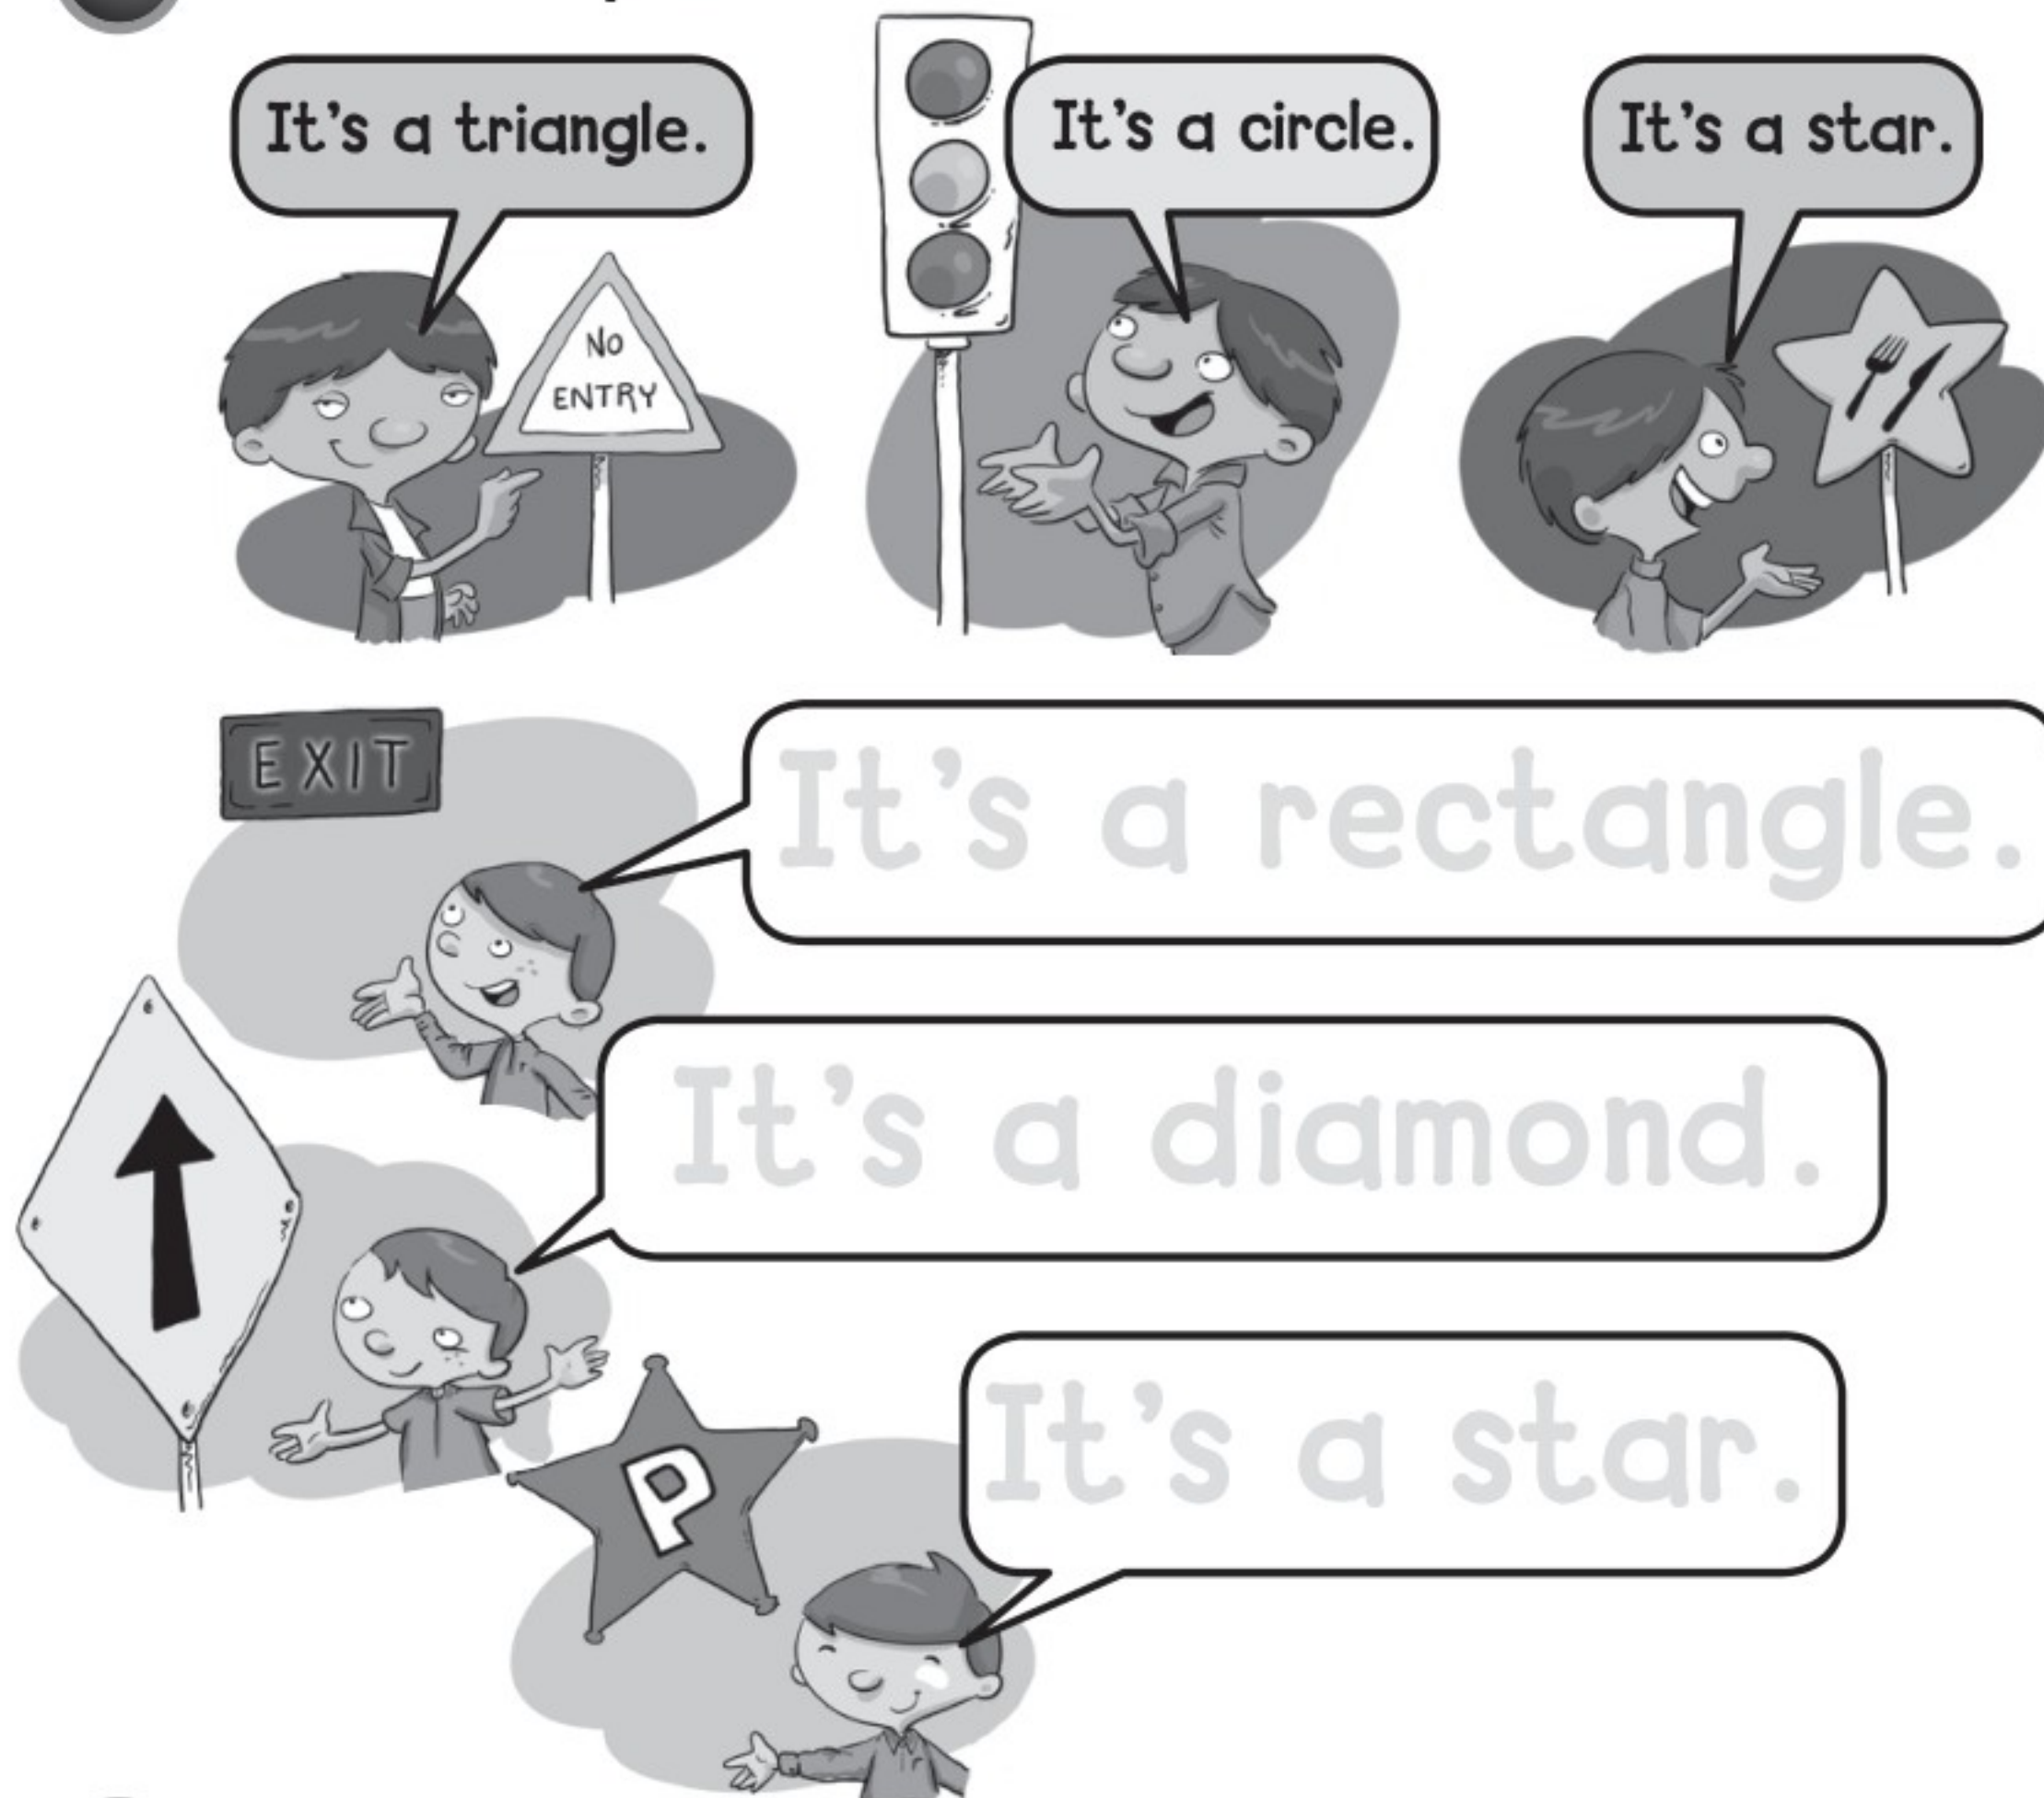 It's a triangle.
It's a circle.
It's a star.
NO
ENTRY
EXIT
It's a rectangle.
It's a diamond.
It's a star.
P